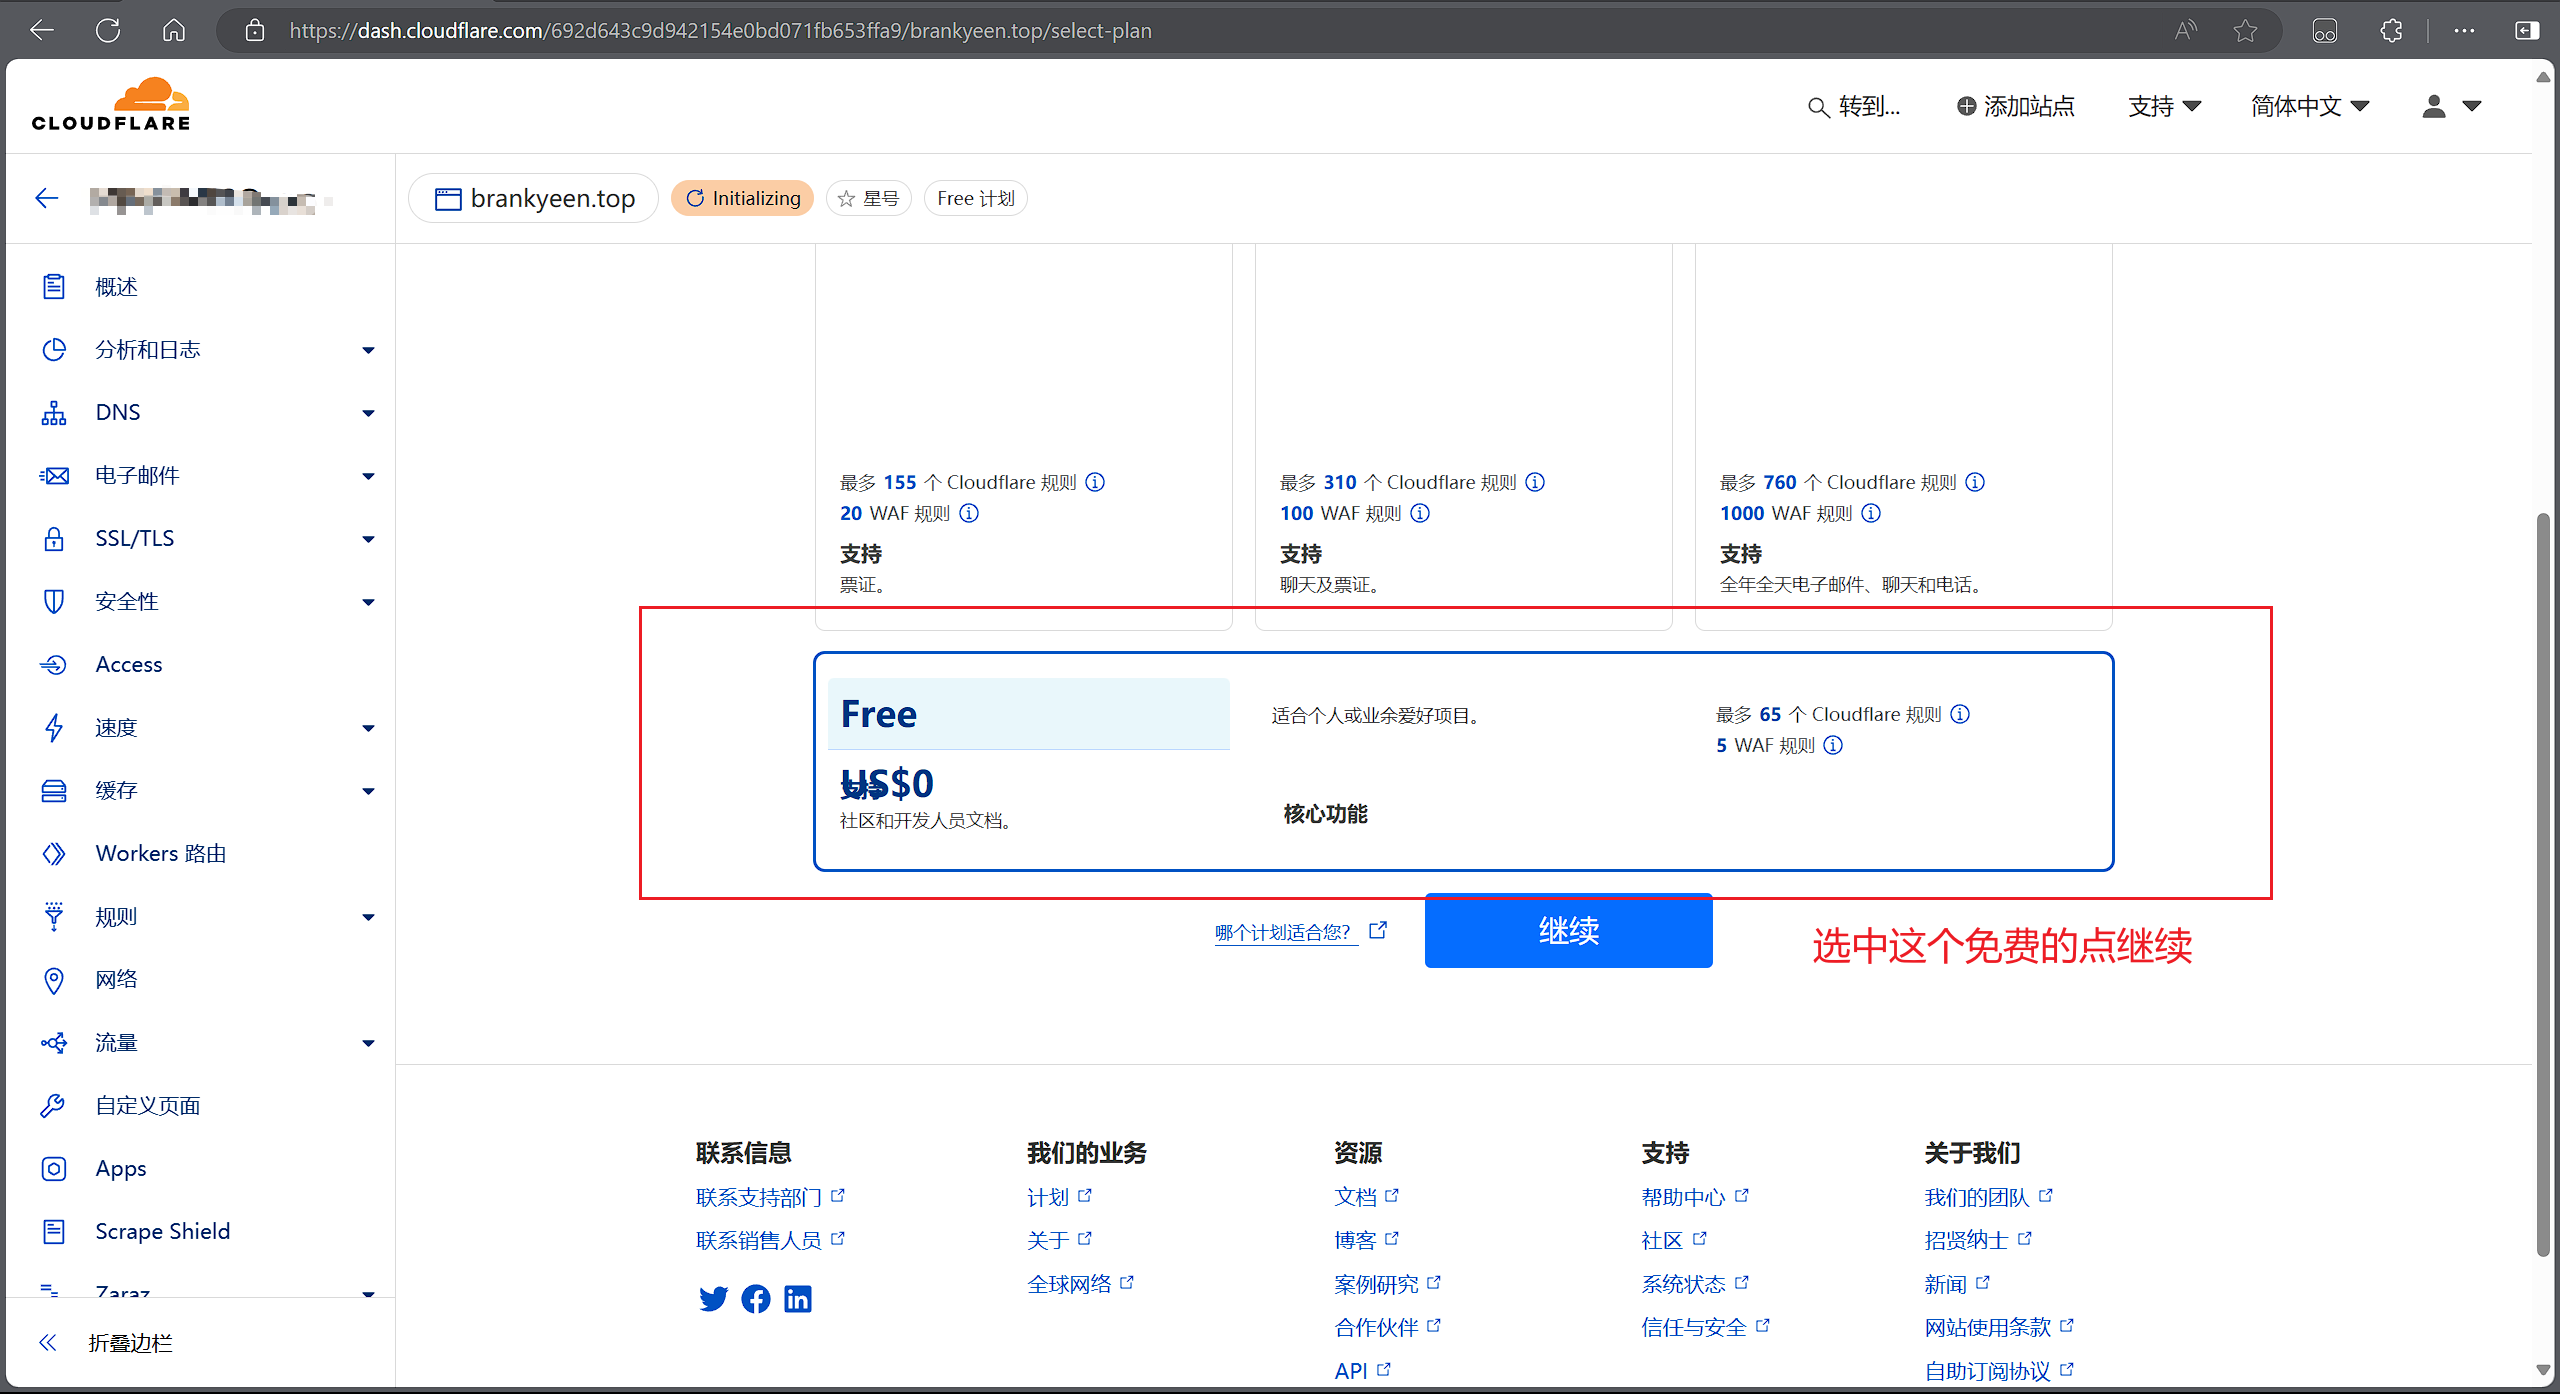 https://dash.cloudflare.com/692d643c9d942154e0bd071fb653ffa9/brankyeen.top/select-plan
CLOUDFLARE
转到...
添加站点
支持
简体中文
brankyeen.top
Initializing
星号
Free 计划
概述
分析和日志
DNS
电子邮件
SSL/TLS
安全性
Access
速度
缓存
Workers 路由
规则
网络
流量
自定义页面
Apps
Scrape Shield
Zaraz
折叠边栏
最多 155 个 Cloudflare 规则
20 WAF 规则
支持
票证。
最多 310 个 Cloudflare 规则
100 WAF 规则
支持
聊天及票证。
最多 760 个 Cloudflare 规则
1000 WAF 规则
支持
全年全天电子邮件、聊天和电话。
Free
US$0
支持
社区和开发人员文档。
适合个人或业余爱好项目。
核心功能
最多 65 个 Cloudflare 规则
5 WAF 规则
哪个计划适合您?
继续
选中这个免费的点继续
联系信息
联系支持部门
联系销售人员
我们的业务
计划
关于
全球网络
资源
文档
博客
案例研究
合作伙伴
API
支持
帮助中心
社区
系统状态
信任与安全
关于我们
我们的团队
招贤纳士
新闻
网站使用条款
自助订阅协议